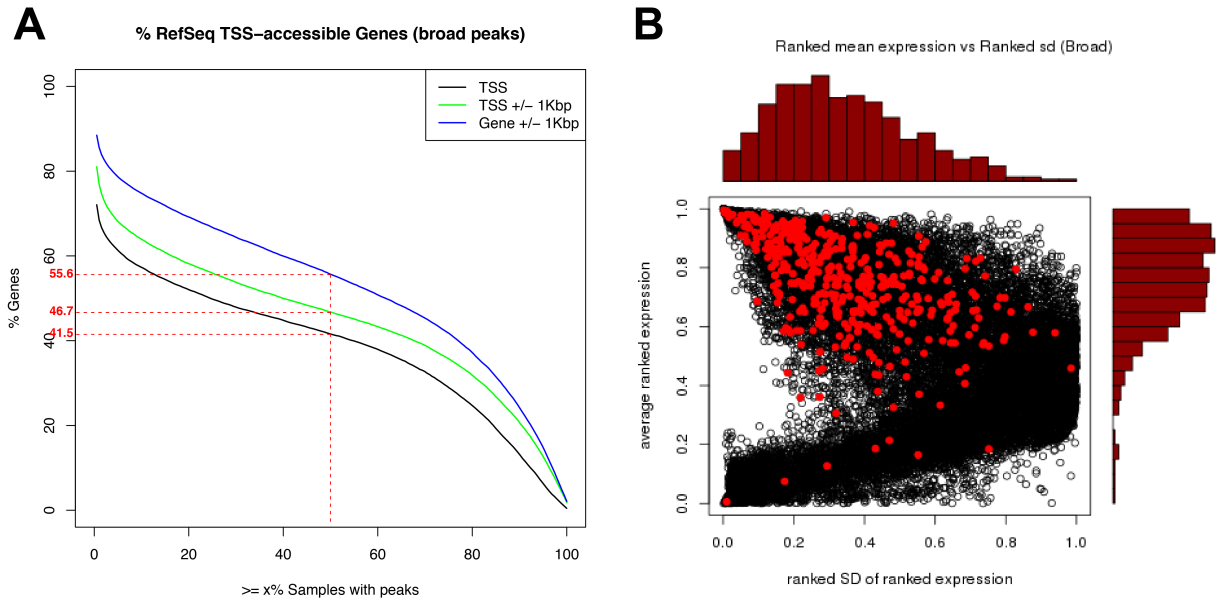 A
% RefSeq TSS−accessible Genes (broad peaks)
TSS
TSS +/− 1Kbp
Gene +/− 1Kbp
100
80
60
55.6
46.7
41.5
40
20
0
% Genes
0 20 40 60 80 100
>= x% Samples with peaks
B
Ranked mean expression vs Ranked sd (Broad)
1.0
0.8
0.6
0.4
0.2
0.0
average ranked expression
0.0 0.2 0.4 0.6 0.8 1.0
ranked SD of ranked expression